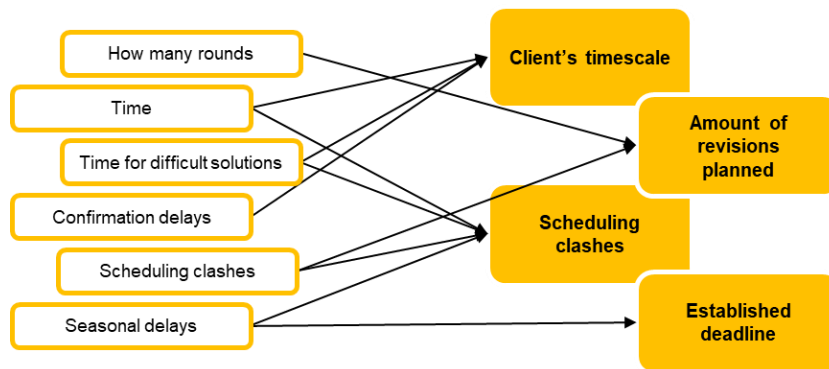 How many rounds
Time
Time for difficult solutions
Confirmation delays
Scheduling clashes
Seasonal delays
Client's timescale
Amount of
revisions
planned
Scheduling
clashes
Established
deadline